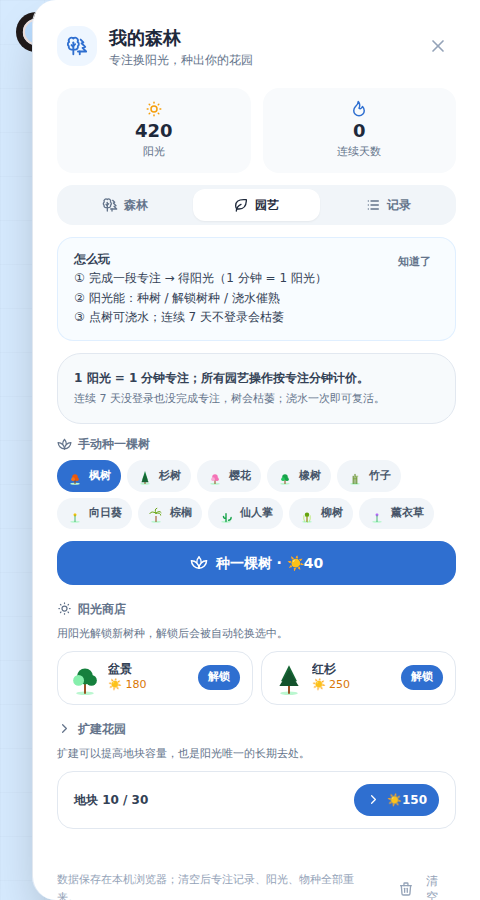 我的森林
专注换阳光，种出你的花园
420
阳光
0
连续天数
森林
园艺
记录
怎么玩
知道了
① 完成一段专注 → 得阳光（1 分钟 = 1 阳光）
② 阳光能：种树 / 解锁树种 / 浇水催熟
③ 点树可浇水；连续 7 天不登录会枯萎
1 阳光 = 1 分钟专注；所有园艺操作按专注分钟计价。
连续 7 天没登录也没完成专注，树会枯萎；浇水一次即可复活。
手动种一棵树
枫树
杉树
樱花
橡树
竹子
向日葵
棕榈
仙人掌
柳树
薰衣草
种一棵树 · ☀️40
阳光商店
用阳光解锁新树种，解锁后会被自动轮换选中。
盆景
☀️ 180
解锁
红杉
☀️ 250
解锁
扩建花园
扩建可以提高地块容量，也是阳光唯一的长期去处。
地块 10 / 30
☀️150
数据保存在本机浏览器；清空后专注记录、阳光、物种全部重
来
清
空